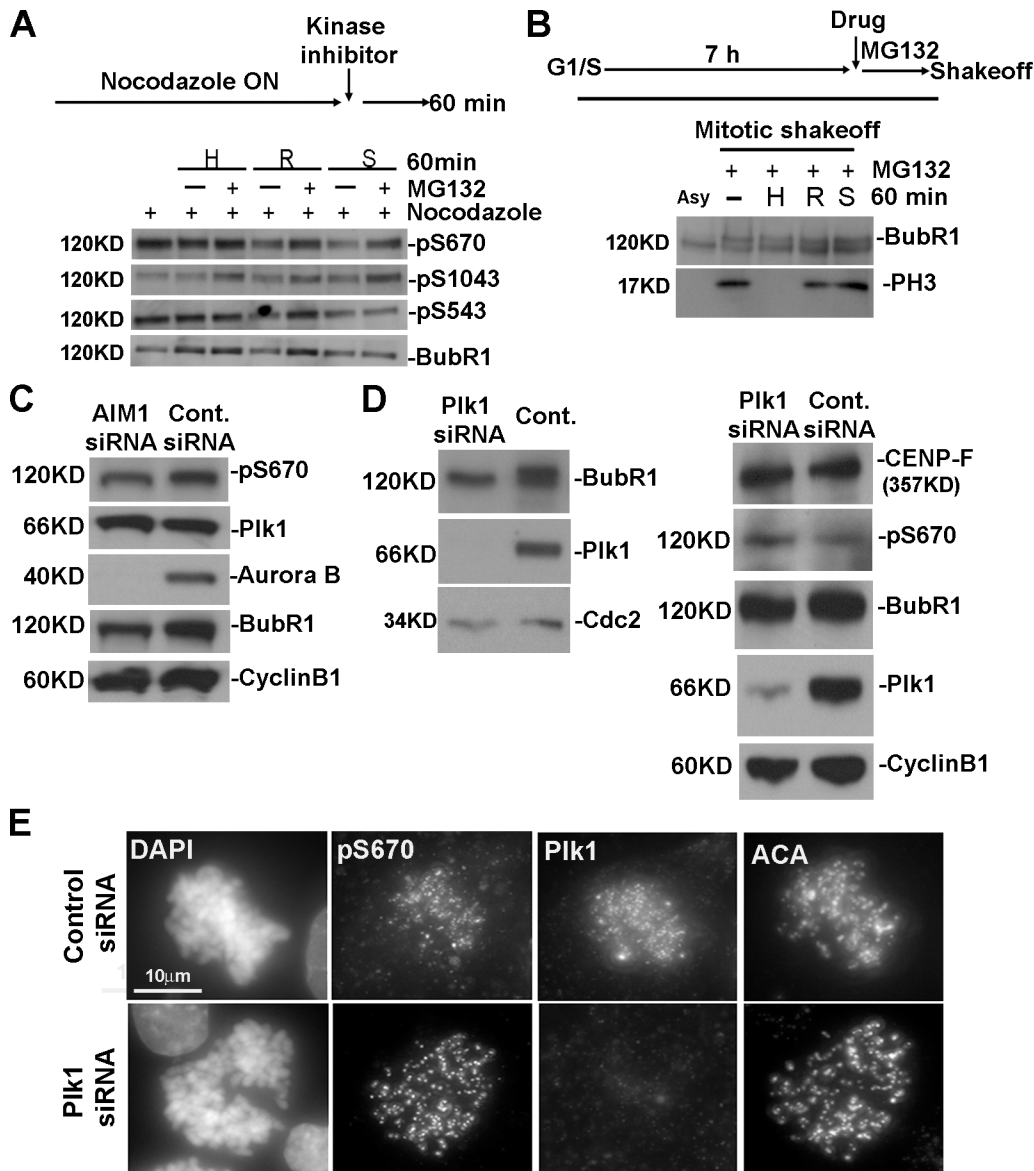 A
Kinase
inhibitor
Nocodazole ON
60 min
H R S 60min
– + – + – + MG132
+ + + + + + + Nocodazole
120KD -pS670
120KD -pS1043
120KD -pS543
120KD -BubR1
B
Drug
G1/S 7 h MG132
Shakeoff
Mitotic shakeoff
+ + + + MG132
Asy – H R S 60 min
120KD -BubR1
17KD -PH3
C
AIM1 Cont.
siRNA siRNA
120KD -pS670
66KD -Plk1
40KD -Aurora B
120KD -BubR1
60KD -CyclinB1
D
Plk1 Cont.
siRNA
120KD -BubR1
66KD -Plk1
34KD -Cdc2
Plk1 Cont.
siRNA siRNA
-CENP-F
(357KD)
120KD -pS670
120KD -BubR1
66KD -Plk1
60KD -CyclinB1
E
DAPI pS670 Plk1 ACA
Control
siRNA
10µm
Plk1
siRNA